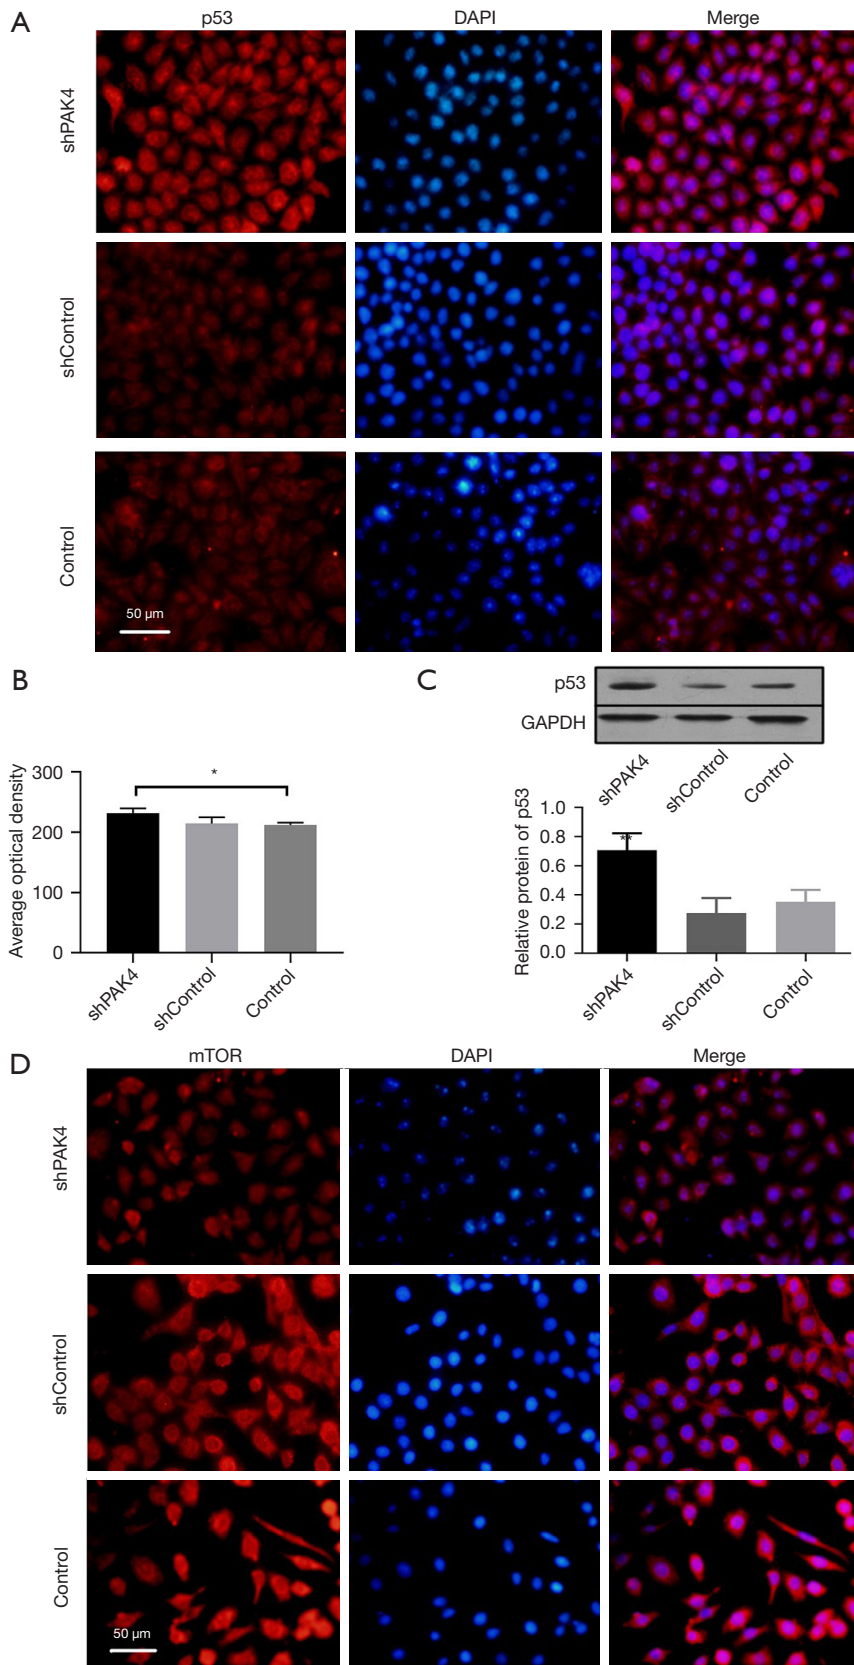 A
p53
DAPI
Merge
shPAK4
shControl
Control
50 µm
B
Average optical density
300
200
100
0
*
shPAK4
shControl
Control
C
p53
GAPDH
shPAK4
shControl
Control
Relative protein of p53
1.0
0.8
0.6
0.4
0.2
0.0
**
shPAK4
shControl
Control
D
mTOR
DAPI
Merge
shPAK4
shControl
Control
50 µm